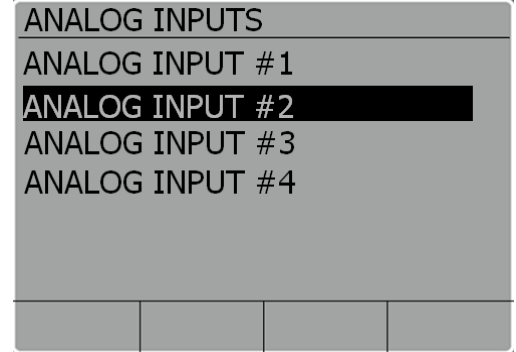 ANALOG INPUTS
ANALOG INPUT #1
ANALOG INPUT #2
ANALOG INPUT #3
ANALOG INPUT #4